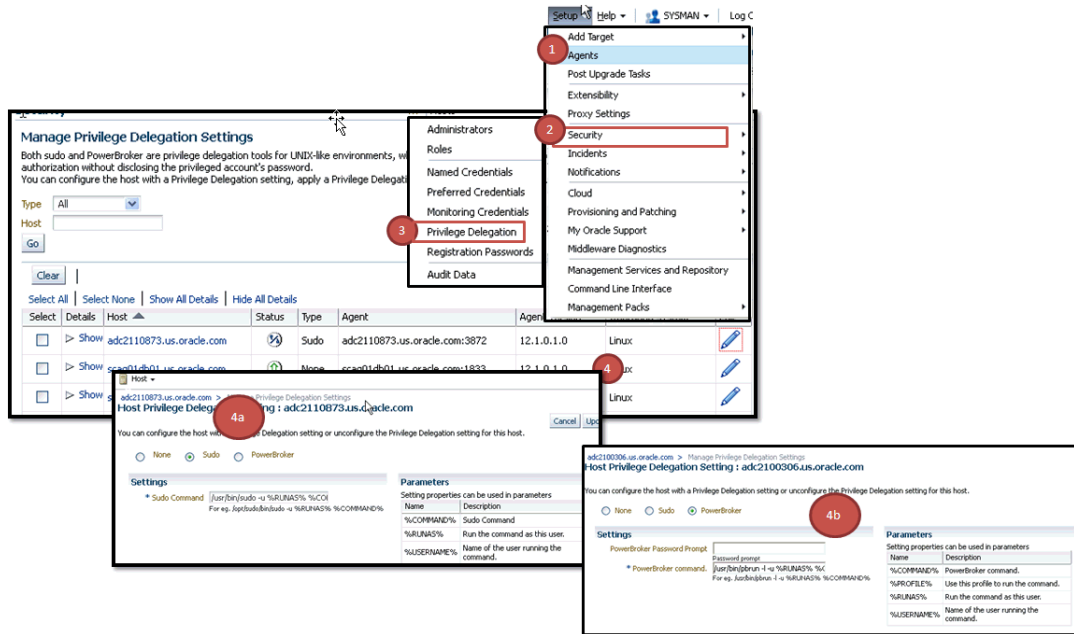 Setup Help SYSMAN Log
Add Target
1
Agents
Post Upgrade Tasks
Extensibility
Proxy Settings
2
Security
Incidents
Notifications
Cloud
Provisioning and Patching
My Oracle Support
Middleware Diagnostics
Management Services and Repository
Command Line Interface
Management Packs
Administrators
Roles
Named Credentials
Preferred Credentials
Monitoring Credentials
3
Privilege Delegation
Registration Passwords
Audit Data
Manage Privilege Delegation Settings
Both sudo and PowerBroker are privilege delegation tools for UNIX-like environments,
authorization without disclosing the privileged account's password.
You can configure the host with a Privilege Delegation setting, apply a Privilege
Type All
Host
Go
Clear
Select All Select None Show All Details Hide All Details
Select Details Host Status Type Agent
Show adc2110873.us.oracle.com Sudo adc2110873.us.oracle.com:3872 12.1.0.1.0 Linux
Show scaq01db01.us.oracle.com None scaq01db01.us.oracle.com:1833 12.1.0.1.0
4
Show Linux
Host
adc2110873.us.oracle.com > Privilege Delegation Settings
Host Privilege Setting : adc2110873.us.oracle.com
4a
Cancel
You can configure the host Delegation setting or unconfigure the Privilege Delegation setting for this host.
None Sudo PowerBroker
Settings
* Sudo Command /usr/bin/sudo -u %RUNAS%
For eg. /opt/sudo/bin/sudo -u %RUNAS% %COMMAND%
Parameters
Setting properties can be used in parameters
Name Description
%COMMAND% Sudo Command
%RUNAS% Run the command as this user.
%USERNAME% Name of the user running the
command.
adc2100306.us.oracle.com > Manage Privilege Delegation Settings
Host Privilege Delegation Setting : adc2100306.us.oracle.com
You can configure the host with a Privilege Delegation setting or unconfigure the Privilege Delegation setting for this host.
None Sudo PowerBroker
4b
Settings
PowerBroker Password Prompt
Password prompt
* PowerBroker command. /usr/bin/pbrun -l -u %RUNAS%
For eg. /usr/bin/pbrun -l -u %RUNAS% %COMMAND%
Parameters
Setting properties can be used in parameters
Name Description
%COMMAND% PowerBroker command.
%PROFILE% Use this profile to run the command.
%RUNAS% Run the command as this user.
%USERNAME% Name of the user running the
command.